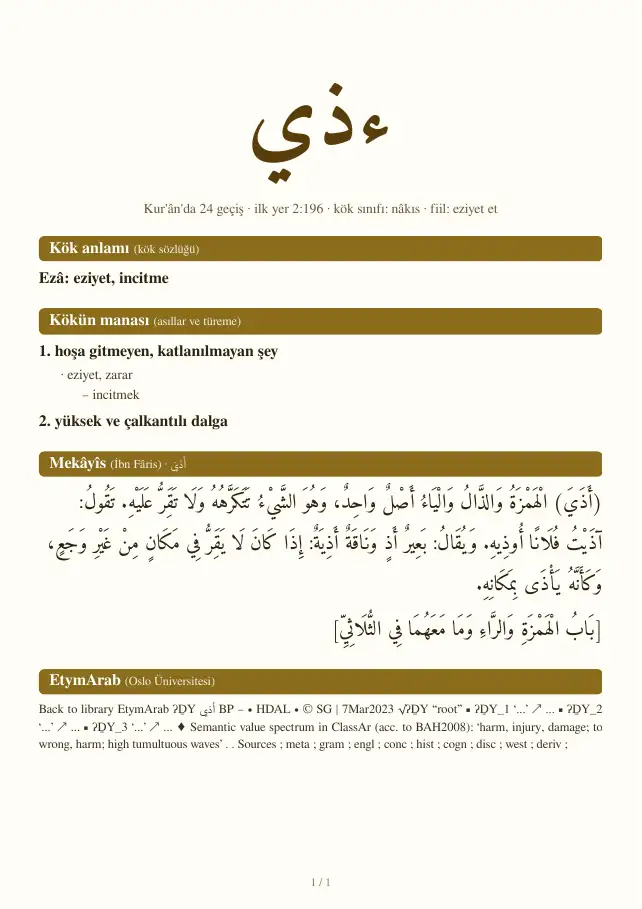 ءذي
Kur'ân'da 24 geçiş · ilk yer 2:196 · kök sınıfı: nâkıs · fiil: eziyet et
Kök anlamı (kök sözlüğü)
Ezâ: eziyet, incitme
Kökün manası (asıllar ve türeme)
1. hoşa gitmeyen, katlanılmayan şey
· eziyet, zarar
– incitmek
2. yüksek ve çalkantılı dalga
Mekâyîs (İbn Fâris) · أَذَيَ
(أَذَيَ) الْهَمْزَةُ وَالذَّالُ وَالْيَاءُ أَصْلٌ وَاحِدٌ، وَهُوَ الشَّيْءُ تَتَكَرَّهُهُ وَلَا تَقَرُّ عَلَيْهِ. تَقُولُ:
آذَيْتُ فُلَانًا أُوذِيهِ. وَيُقَالُ: بَعِيرٌ أَذٍ وَنَاقَةٌ أَذِيَةٌ: إِذَا كَانَ لَا يَقَرُّ فِي مَكَانٍ مِنْ غَيْرِ وَجَعٍ،
وَكَأَنَّهُ يَأْذَى بِمَكَانِهِ.
[بَابُ الْهَمْزَةِ وَالرَّاءِ وَمَا مَعَهُمَا فِي الثُّلَاثِيِّ]
EtymArab (Oslo Üniversitesi)
Back to library EtymArab ʔḎY أذي BP – • HDAL • © SG | 7Mar2023 √ʔḎY “root” ▪ ʔḎY_1 ‘...’ ↗ ... ▪ ʔḎY_2
‘...’ ↗ ... ▪ ʔḎY_3 ‘...’ ↗ ... ♦ Semantic value spectrum in ClassAr (acc. to BAH2008): ‘harm, injury, damage; to
wrong, harm; high tumultuous waves’ . . Sources ; meta ; gram ; engl ; conc ; hist ; cogn ; disc ; west ; deriv ;
1 / 1